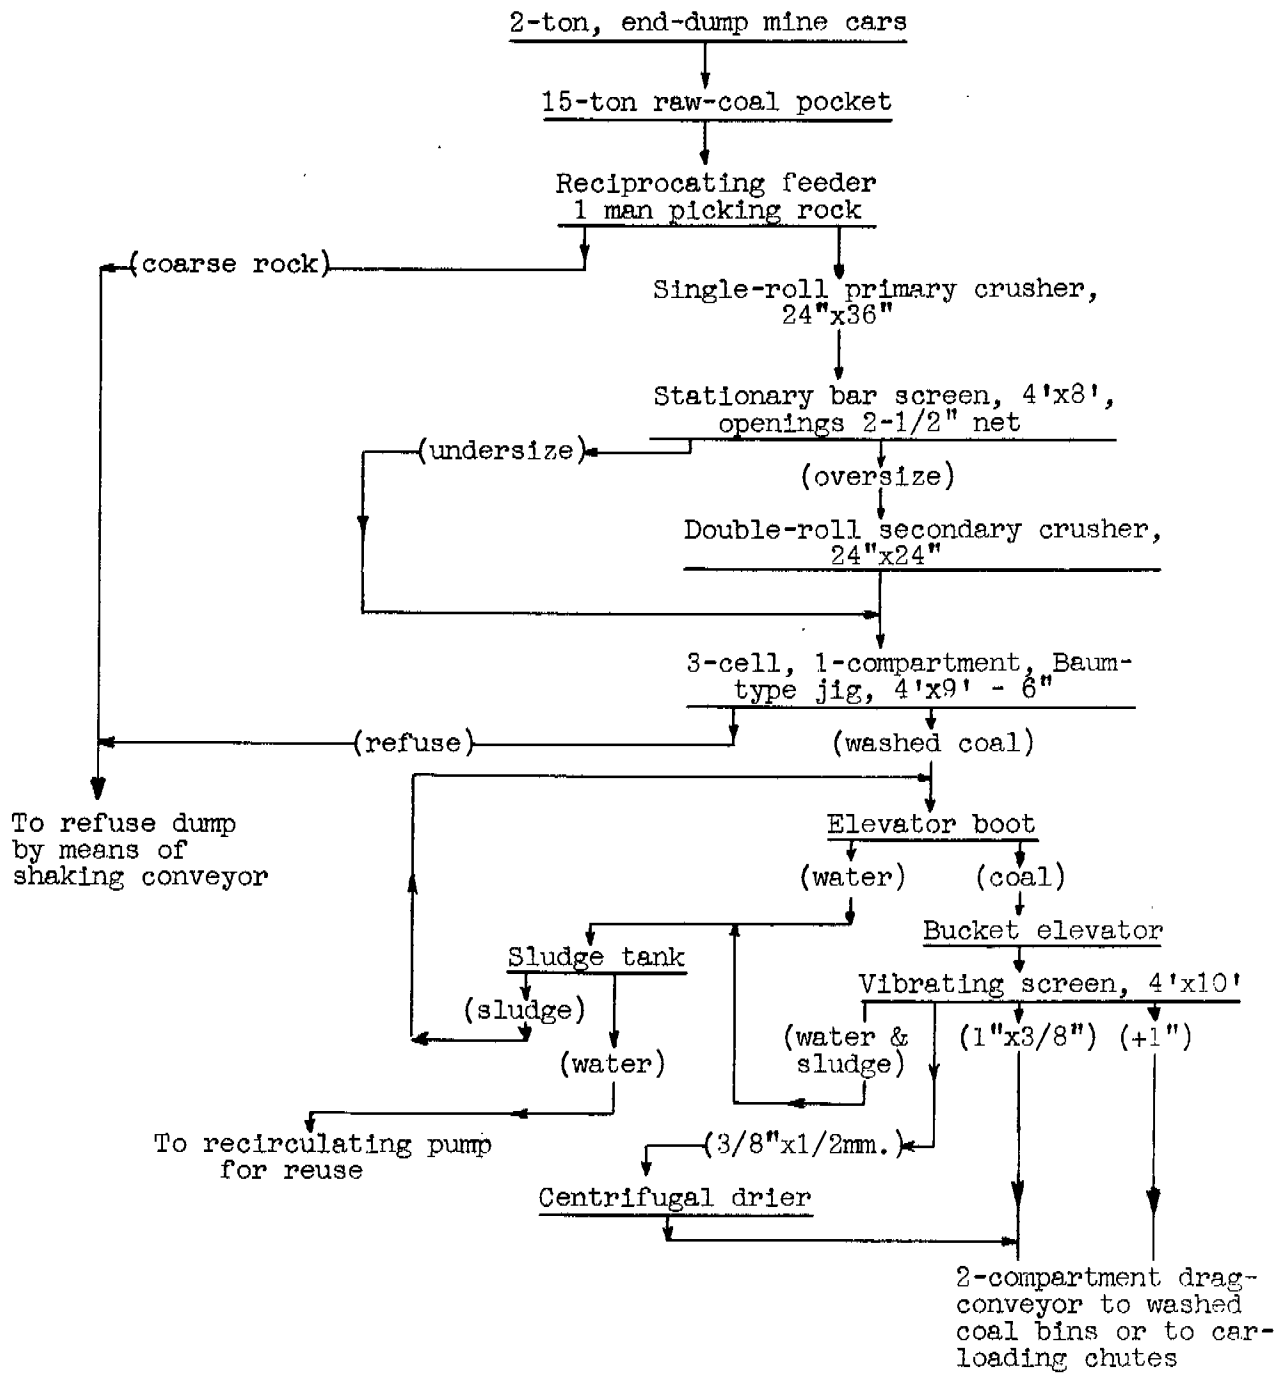 2-ton, end-dump mine cars
15-ton raw-coal pocket
Reciprocating feeder
1 man picking rock
(coarse rock)
Single-roll primary crusher,
24"x36"
Stationary bar screen, 4'x8',
openings 2-1/2" net
(undersize)
(oversize)
Double-roll secondary crusher,
24"x24"
3-cell, 1-compartment, Baum-
type jig, 4'x9' - 6"
(refuse)
(washed coal)
To refuse dump
by means of
shaking conveyor
Elevator boot
(water)
(coal)
Bucket elevator
Sludge tank
Vibrating screen, 4'x10'
(sludge)
(water)
(water &
sludge)
(1"x3/8")
(+1")
To recirculating pump
for reuse
(3/8"x1/2mm.)
Centrifugal drier
2-compartment drag-
conveyor to washed
coal bins or to car-
loading chutes